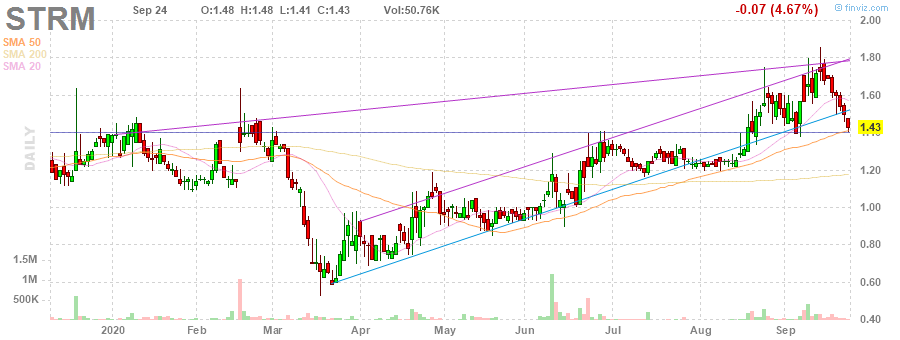 STRM Sep 24 O:1.48 H:1.48 L:1.41 C:1.43 Vol:50.76K -0.07 (4.67%) © finviz.com
SMA 50
SMA 200
SMA 20
DAILY
2.00
1.80
1.60
1.43
1.40
1.20
1.00
0.80
0.60
0.40
1.5M
1M
500K
2020 Feb Mar Apr May Jun Jul Aug Sep